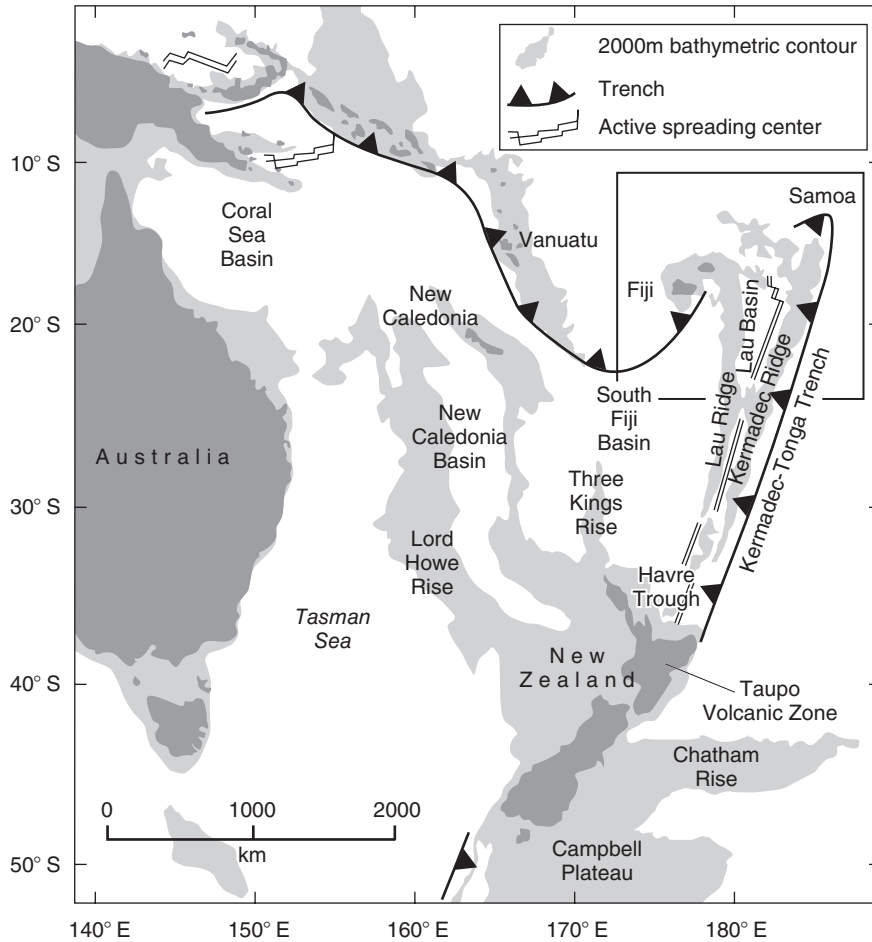 2000m bathymetric contour
Trench
Active spreading center
10° S
20° S
30° S
40° S
50° S
Samoa
Coral
Sea
Basin
Vanuatu
New
Caledonia
Fiji
Lau Basin
Lau Ridge
Kermadec Ridge
Kermadec-Tonga Trench
South
Fiji
Basin
New
Caledonia
Basin
Australia
Three
Kings
Rise
Lord
Howe
Rise
Havre
Trough
Tasman
Sea
New
Zealand
Taupo
Volcanic Zone
Chatham
Rise
Campbell
Plateau
0 1000 2000
km
140° E 150° E 160° E 170° E 180° E